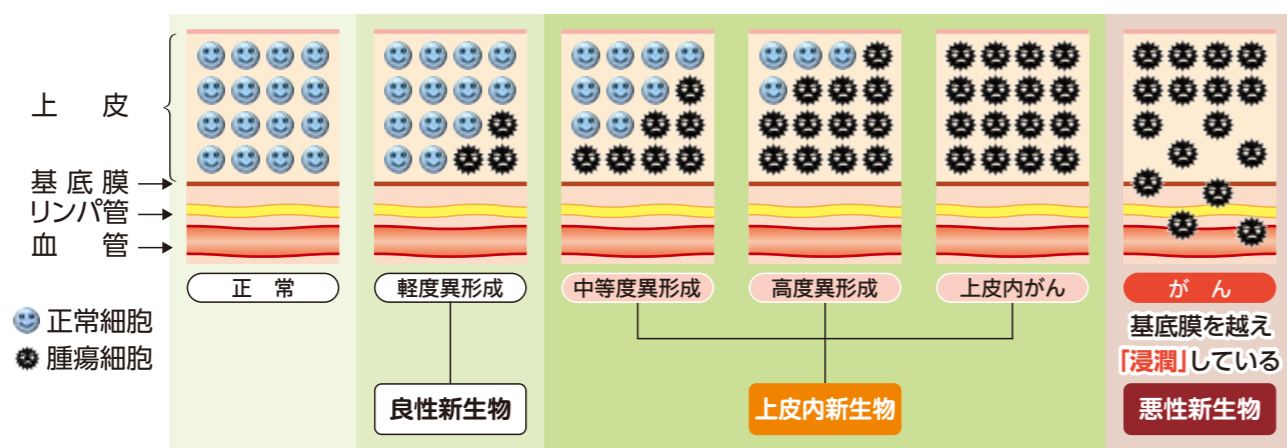 上皮
基底膜
リンパ管
血管
正常細胞
腫瘍細胞
正常
軽度異形成
中等度異形成
高度異形成
上皮内がん
がん
基底膜を越え
「浸潤」している
良性新生物
上皮内新生物
悪性新生物